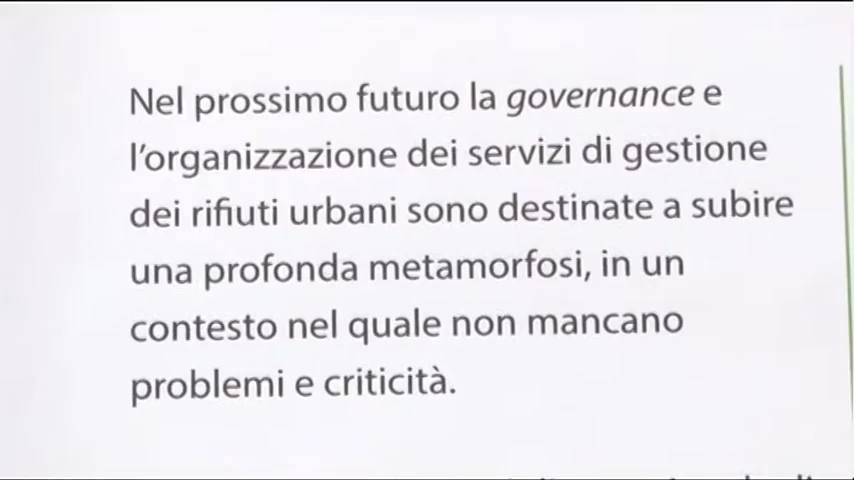 Nel prossimo futuro la governance e
l'organizzazione dei servizi di gestione
dei rifiuti urbani sono destinate a subire
una profonda metamorfosi, in un
contesto nel quale non mancano
problemi e criticità.